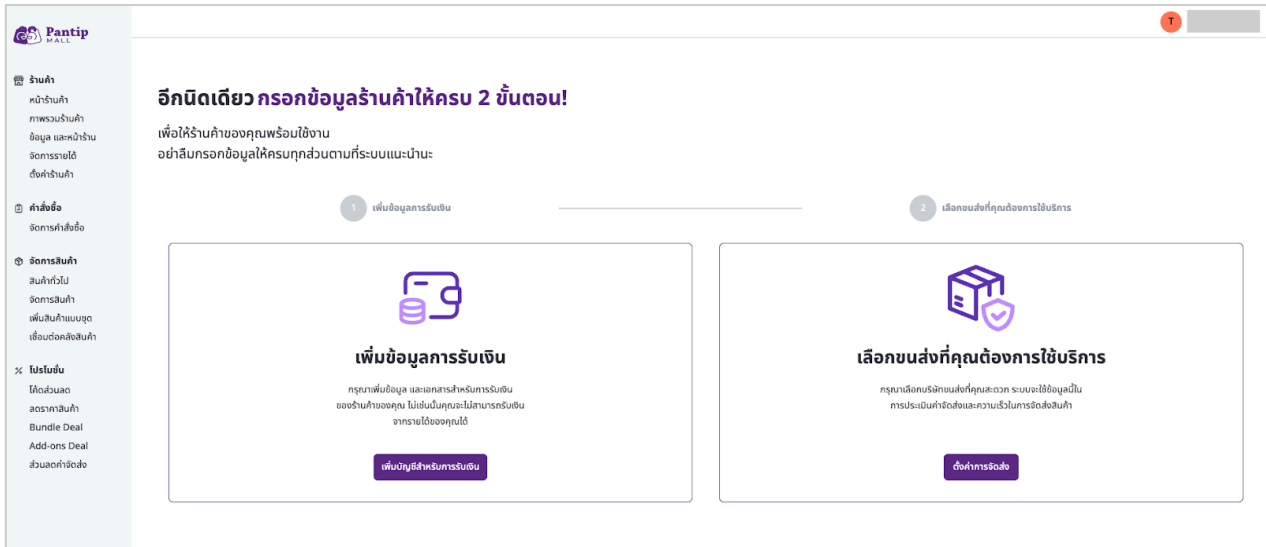 Pantip
MALL
T
ร้านค้า
หน้าร้านค้า
ภาพรวมร้านค้า
ข้อมูล และหน้าร้าน
จัดการรายได้
ตั้งค่าร้านค้า
คำสั่งซื้อ
จัดการคำสั่งซื้อ
จัดการสินค้า
สินค้าทั่วไป
จัดการสินค้า
เพิ่มสินค้าแบบชุด
เชื่อมต่อคลังสินค้า
โปรโมชั่น
โค้ดส่วนลด
ลดราคาสินค้า
Bundle Deal
Add-ons Deal
ส่วนลดค่าจัดส่ง
อีกนิดเดียว กรอกข้อมูลร้านค้าให้ครบ 2 ขั้นตอน!
เพื่อให้ร้านค้าของคุณพร้อมใช้งาน
อย่าลืมกรอกข้อมูลให้ครบทุกส่วนตามที่ระบบแนะนำนะ
1 เพิ่มข้อมูลการรับเงิน
2 เลือกขนส่งที่คุณต้องการใช้บริการ
เพิ่มข้อมูลการรับเงิน
กรุณาเพิ่มข้อมูล และเอกสารสำหรับการรับเงิน
ของร้านค้าของคุณ ไม่เช่นนั้นคุณจะไม่สามารถรับเงิน
จากรายได้ของคุณได้
เพิ่มบัญชีสำหรับการรับเงิน
เลือกขนส่งที่คุณต้องการใช้บริการ
กรุณาเลือกบริษัทขนส่งที่คุณสะดวก ระบบจะใช้ข้อมูลนี้ใน
การประเมินค่าจัดส่งและความเร็วในการจัดส่งสินค้า
ตั้งค่าการจัดส่ง